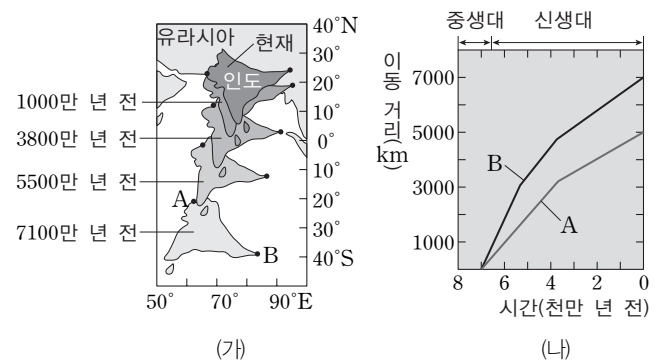 유라시아
현재
인도
1000만 년 전
3800만 년 전
5500만 년 전
7100만 년 전
A
B
40°N
30°
20°
10°
0°
10°
20°
30°
40°S
50° 70° 90°E
(가)
중생대 신생대
이동 거리(km)
7000
5000
3000
1000
B
A
8 6 4 2 0
시간(천만 년 전)
(나)